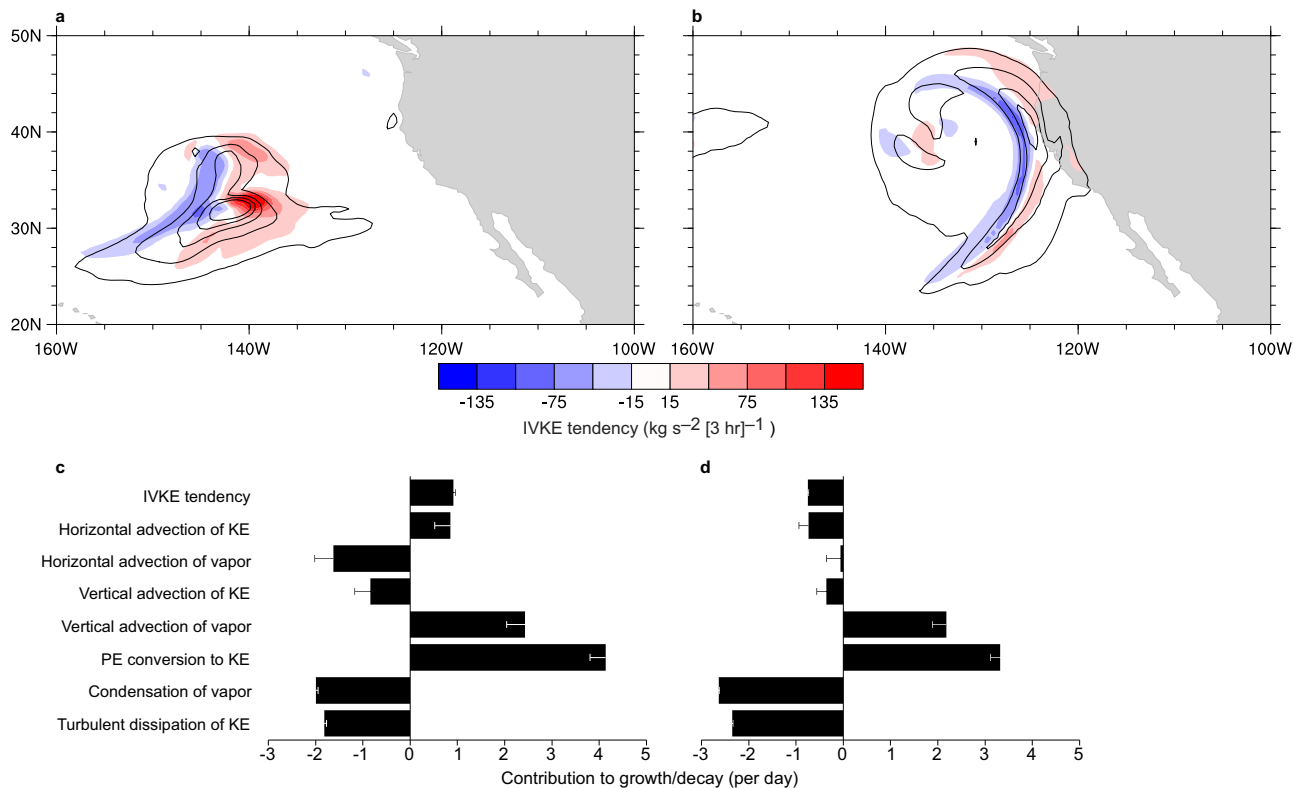 a
b
50N
40N
30N
20N
160W 140W 120W 100W
160W 140W 120W 100W
-135 -75 -15 15 75 135
IVKE tendency (kg s−2 [3 hr]−1 )
c
d
IVKE tendency
Horizontal advection of KE
Horizontal advection of vapor
Vertical advection of KE
Vertical advection of vapor
PE conversion to KE
Condensation of vapor
Turbulent dissipation of KE
-3 -2 -1 0 1 2 3 4 5
-3 -2 -1 0 1 2 3 4 5
Contribution to growth/decay (per day)